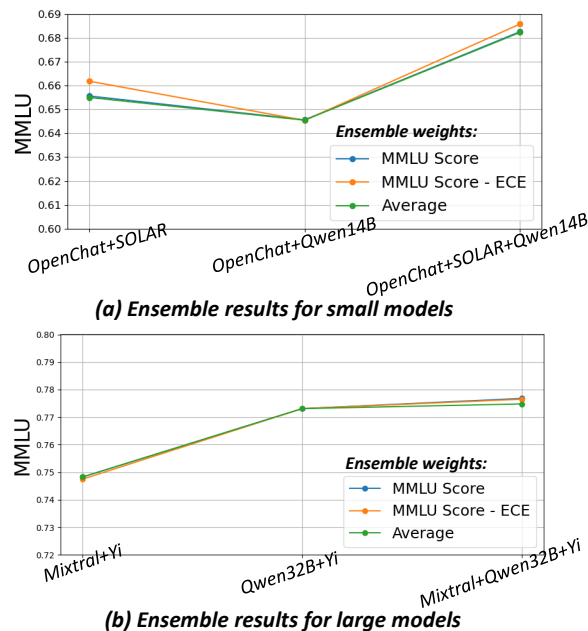 0.69
0.68
0.67
0.66
0.65
0.64
0.63
0.62
0.61
0.60
MMLU
Ensemble weights:
MMLU Score
MMLU Score - ECE
Average
OpenChat+SOLAR
OpenChat+Qwen14B
OpenChat+SOLAR+Qwen14B
(a) Ensemble results for small models
0.80
0.79
0.78
0.77
0.76
0.75
0.74
0.73
0.72
MMLU
Ensemble weights:
MMLU Score
MMLU Score - ECE
Average
Mixtral+Yi
Qwen32B+Yi
Mixtral+Qwen32B+Yi
(b) Ensemble results for large models